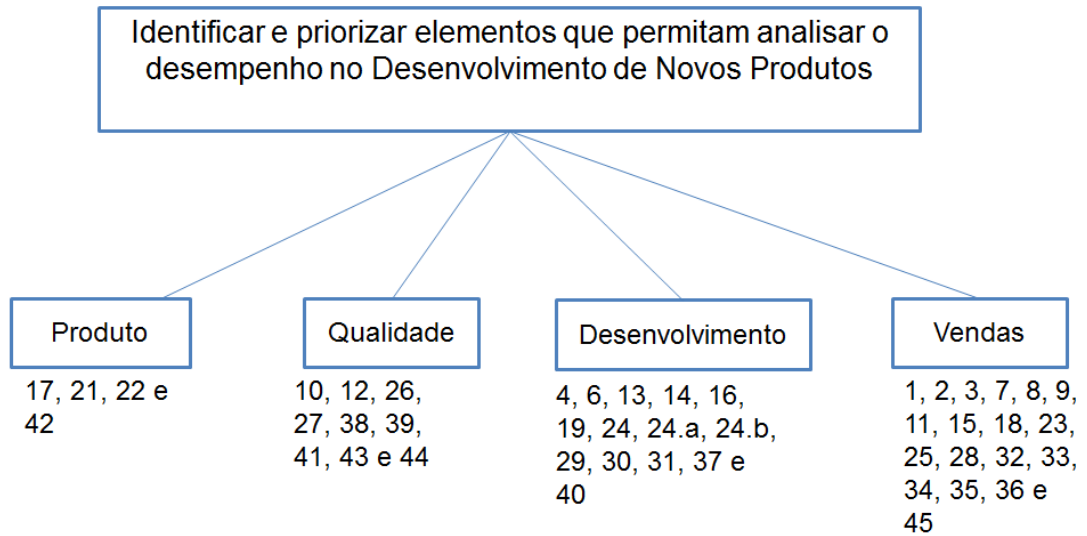 Identificar e priorizar elementos que permitam analisar o
desempenho no Desenvolvimento de Novos Produtos
Produto
17, 21, 22 e
42
Qualidade
10, 12, 26,
27, 38, 39,
41, 43 e 44
Desenvolvimento
4, 6, 13, 14, 16,
19, 24, 24.a, 24.b,
29, 30, 31, 37 e
40
Vendas
1, 2, 3, 7, 8, 9,
11, 15, 18, 23,
25, 28, 32, 33,
34, 35, 36 e
45